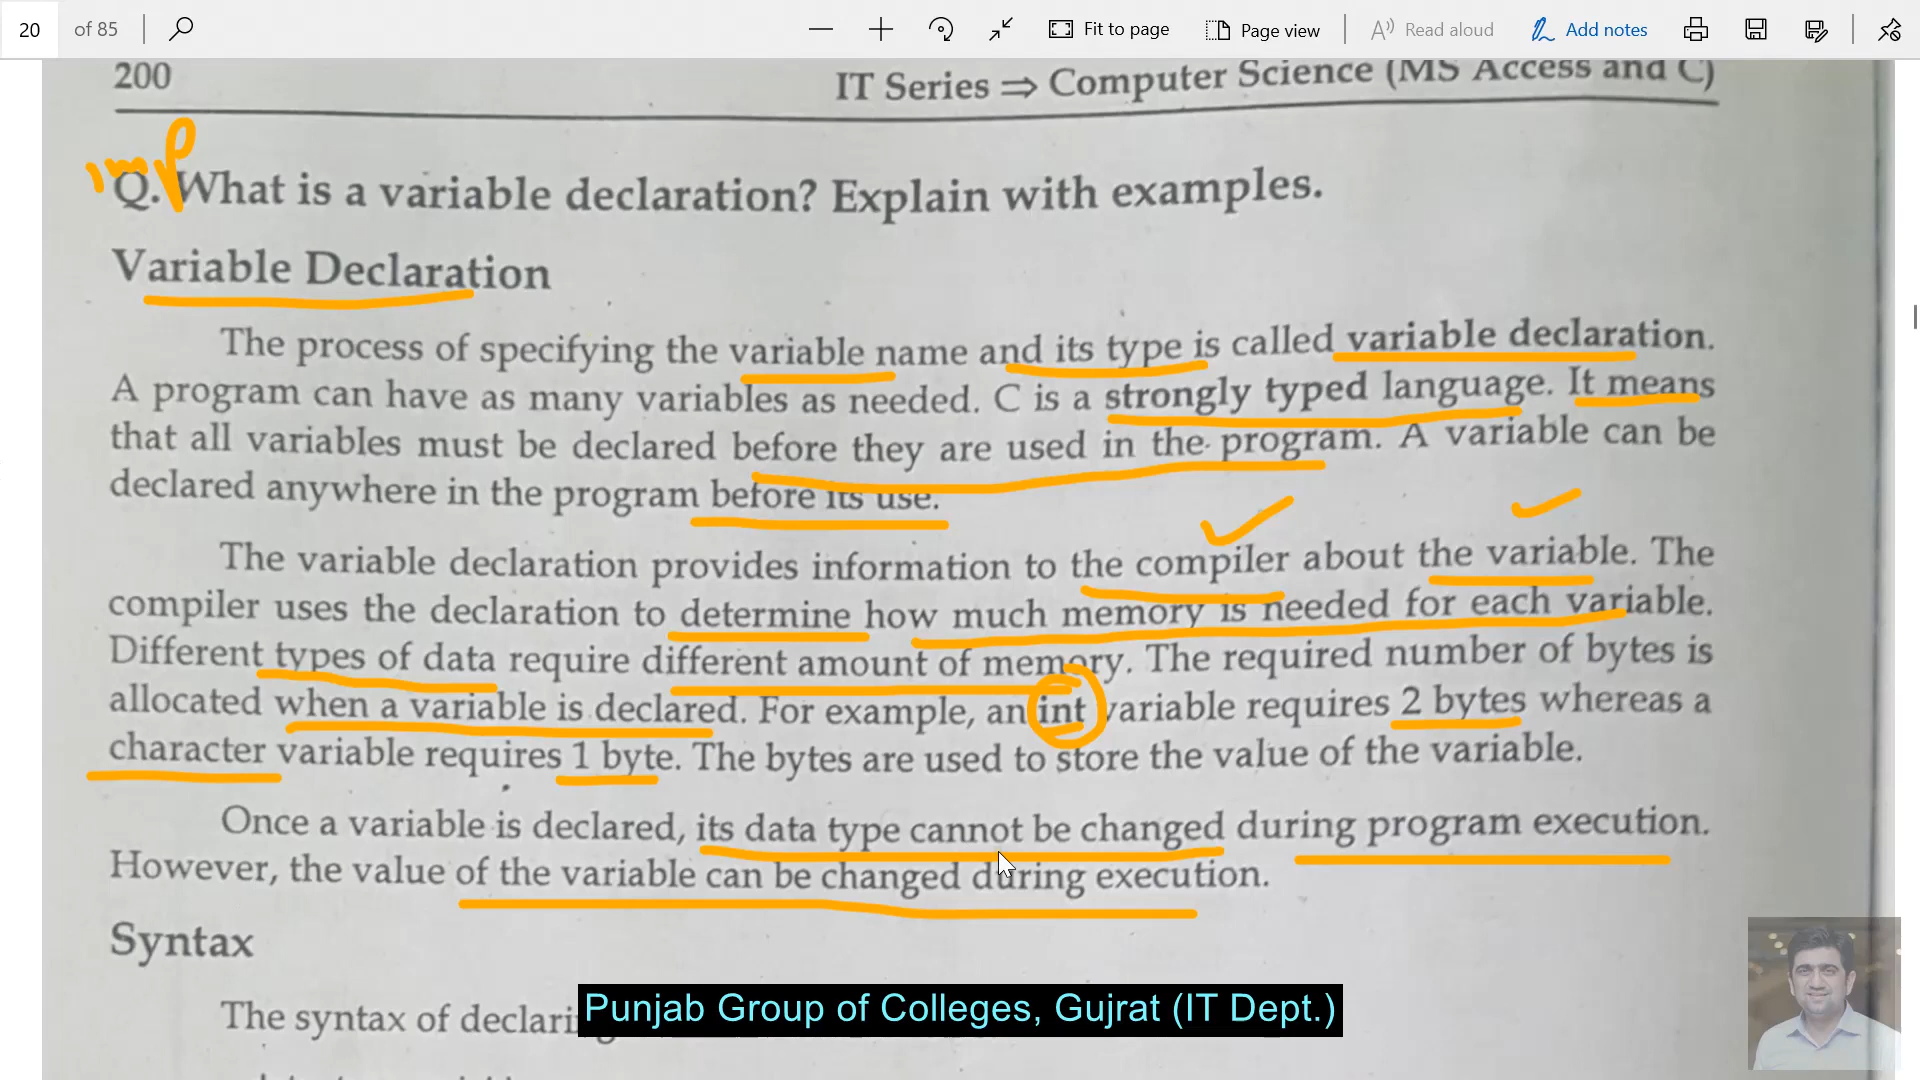 20 of 85 Fit to page Page view Read aloud Add notes
200 IT Series ⇒ Computer Science (MS Access and C)
imp
Q. What is a variable declaration? Explain with examples.
Variable Declaration
The process of specifying the variable name and its type is called variable declaration.
A program can have as many variables as needed. C is a strongly typed language. It means
that all variables must be declared before they are used in the program. A variable can be
declared anywhere in the program before its use.
The variable declaration provides information to the compiler about the variable. The
compiler uses the declaration to determine how much memory is needed for each variable.
Different types of data require different amount of memory. The required number of bytes is
allocated when a variable is declared. For example, an int variable requires 2 bytes whereas a
character variable requires 1 byte. The bytes are used to store the value of the variable.
Once a variable is declared, its data type cannot be changed during program execution.
However, the value of the variable can be changed during execution.
Syntax
The syntax of
Punjab Group of Colleges, Gujrat (IT Dept.)